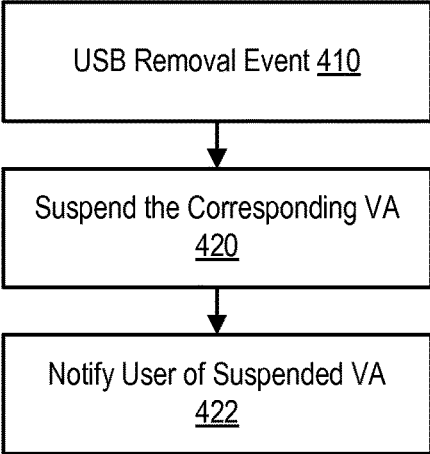 USB Removal Event 410
Suspend the Corresponding VA
420
Notify User of Suspended VA
422